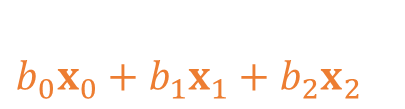 b₀x₀ + b₁x₁ + b₂x₂